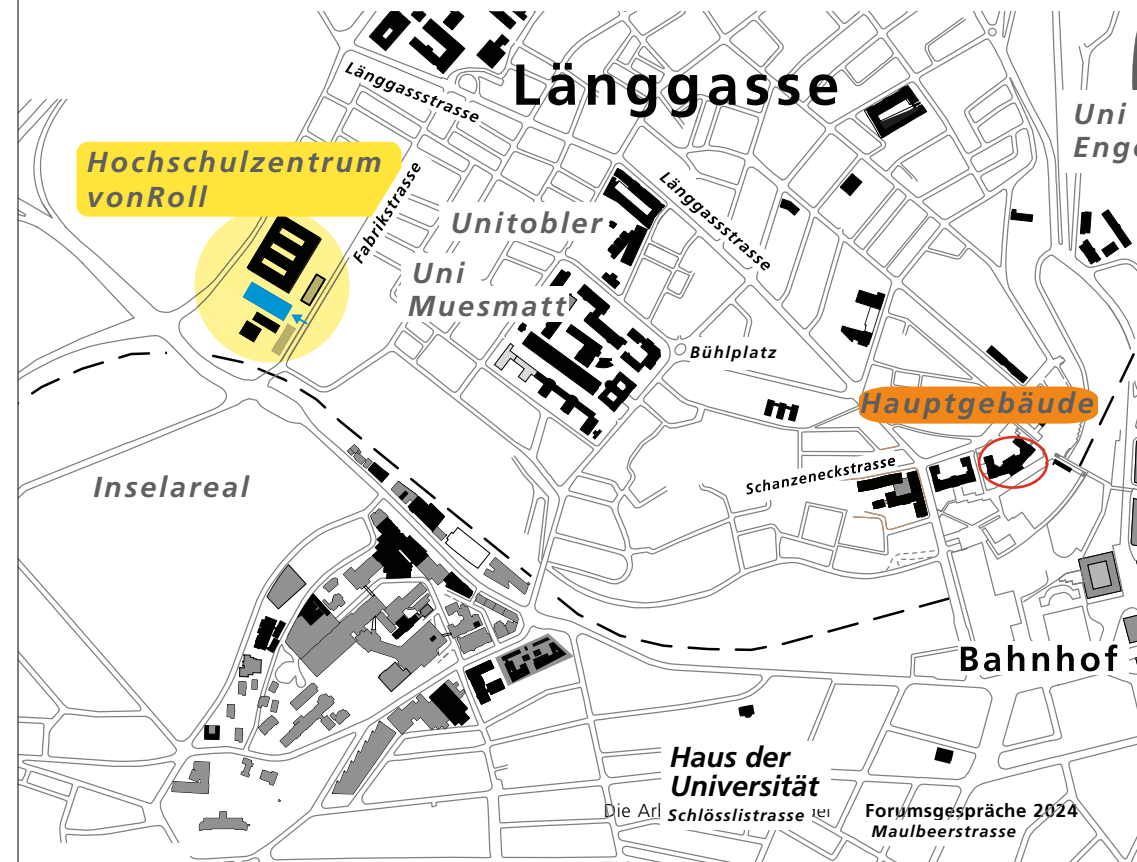 Länggassstrasse
Länggasse
Uni
Hochschulzentrum
vonRoll
Fabrikstrasse
Länggassstrasse
Unitobler
Uni
Muesmatt
Bühlplatz
Hauptgebäude
Schanzeneckstrasse
Inselareal
Bahnhof
Haus der
Universität
Die
Schlösslistrasse
Forumsgespräche 2024
Maulbeerstrasse